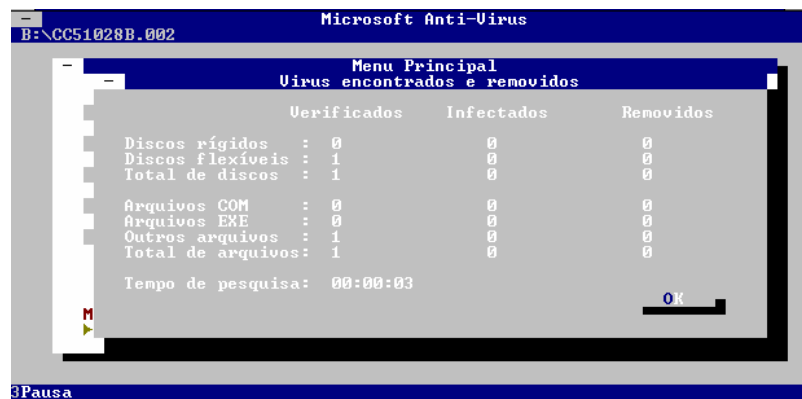 Microsoft Anti-Virus
B:\CC51028B.002
Menu Principal
Virus encontrados e removidos
Verificados Infectados Removidos
Discos rígidos : 0 0 0
Discos flexíveis : 1 0 0
Total de discos : 1 0 0
Arquivos COM : 0 0 0
Arquivos EXE : 0 0 0
Outros arquivos : 1 0 0
Total de arquivos: 1 0 0
Tempo de pesquisa: 00:00:03
OK
M
3Pausa